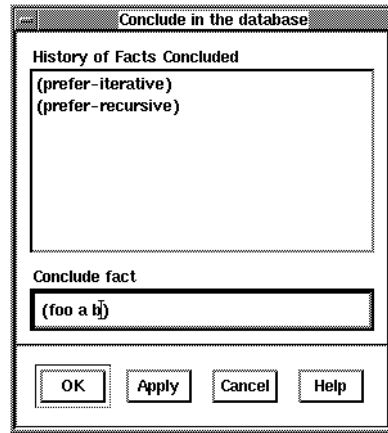 Conclude in the database
History of Facts Concluded
(prefer-iterative)
(prefer-recursive)
Conclude fact
(foo a b)
OK Apply Cancel Help